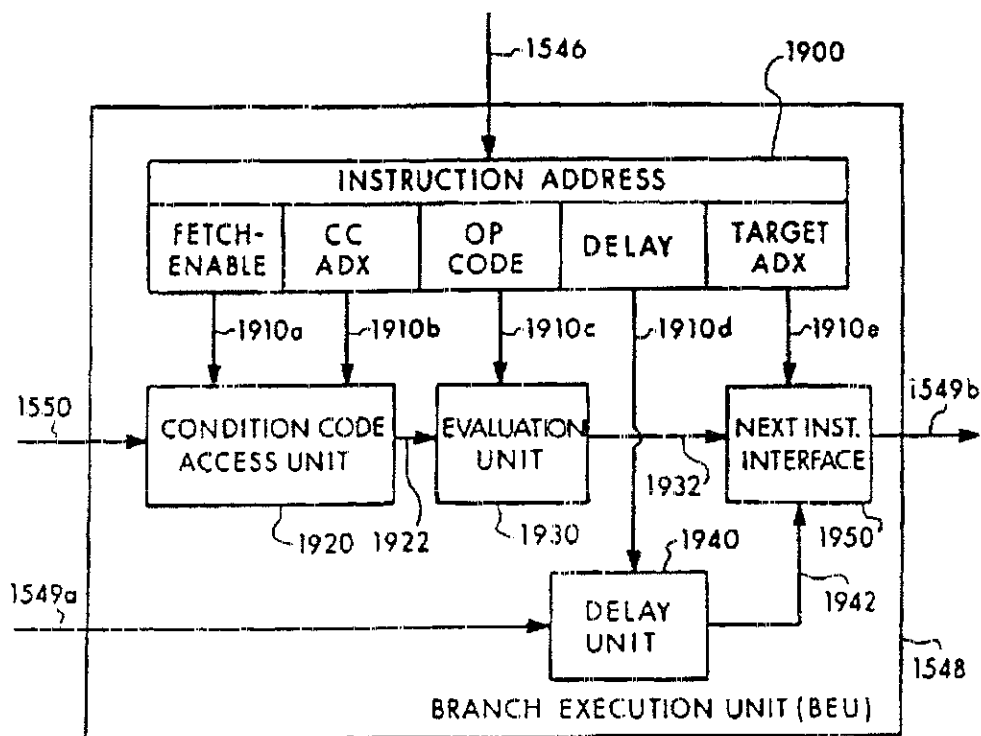 1546
1900
INSTRUCTION ADDRESS
FETCH-
ENABLE
CC
ADX
OP
CODE
DELAY
TARGET
ADX
1910a
1910b
1910c
1910d
1910e
1550
CONDITION CODE
ACCESS UNIT
EVALUATION
UNIT
NEXT INST.
INTERFACE
1549b
1920
1922
1930
1932
1940
1950
1549a
DELAY
UNIT
1942
1548
BRANCH EXECUTION UNIT (BEU)